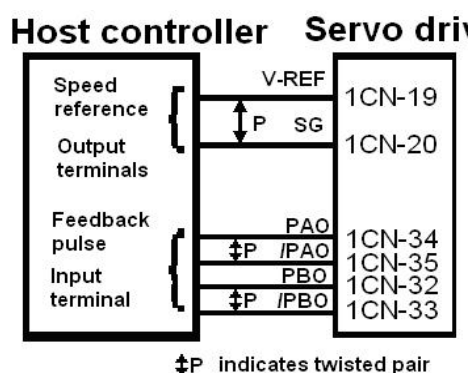 Host controller Servo driv
Speed reference
Output terminals
Feedback pulse
Input terminal
V-REF
P
SG
PAO
P /PAO
PBO
P /PBO
1CN-19
1CN-20
1CN-34
1CN-35
1CN-32
1CN-33
P indicates twisted pair